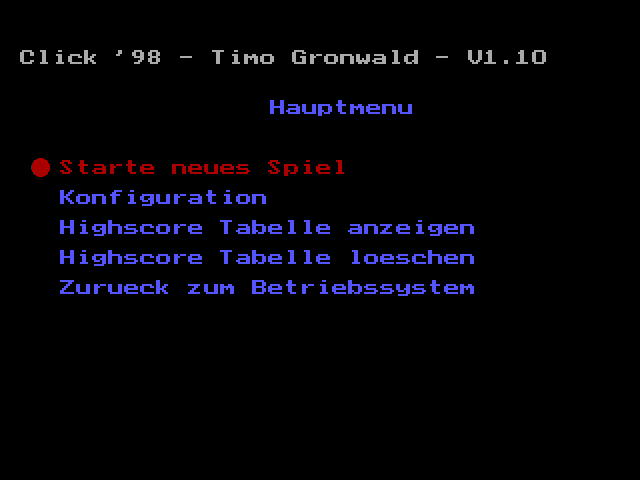 Click '98 - Timo Gronwald - V1.10
Hauptmenu
Starte neues Spiel
Konfiguration
Highscore Tabelle anzeigen
Highscore Tabelle loeschen
Zurueck zum Betriebssystem